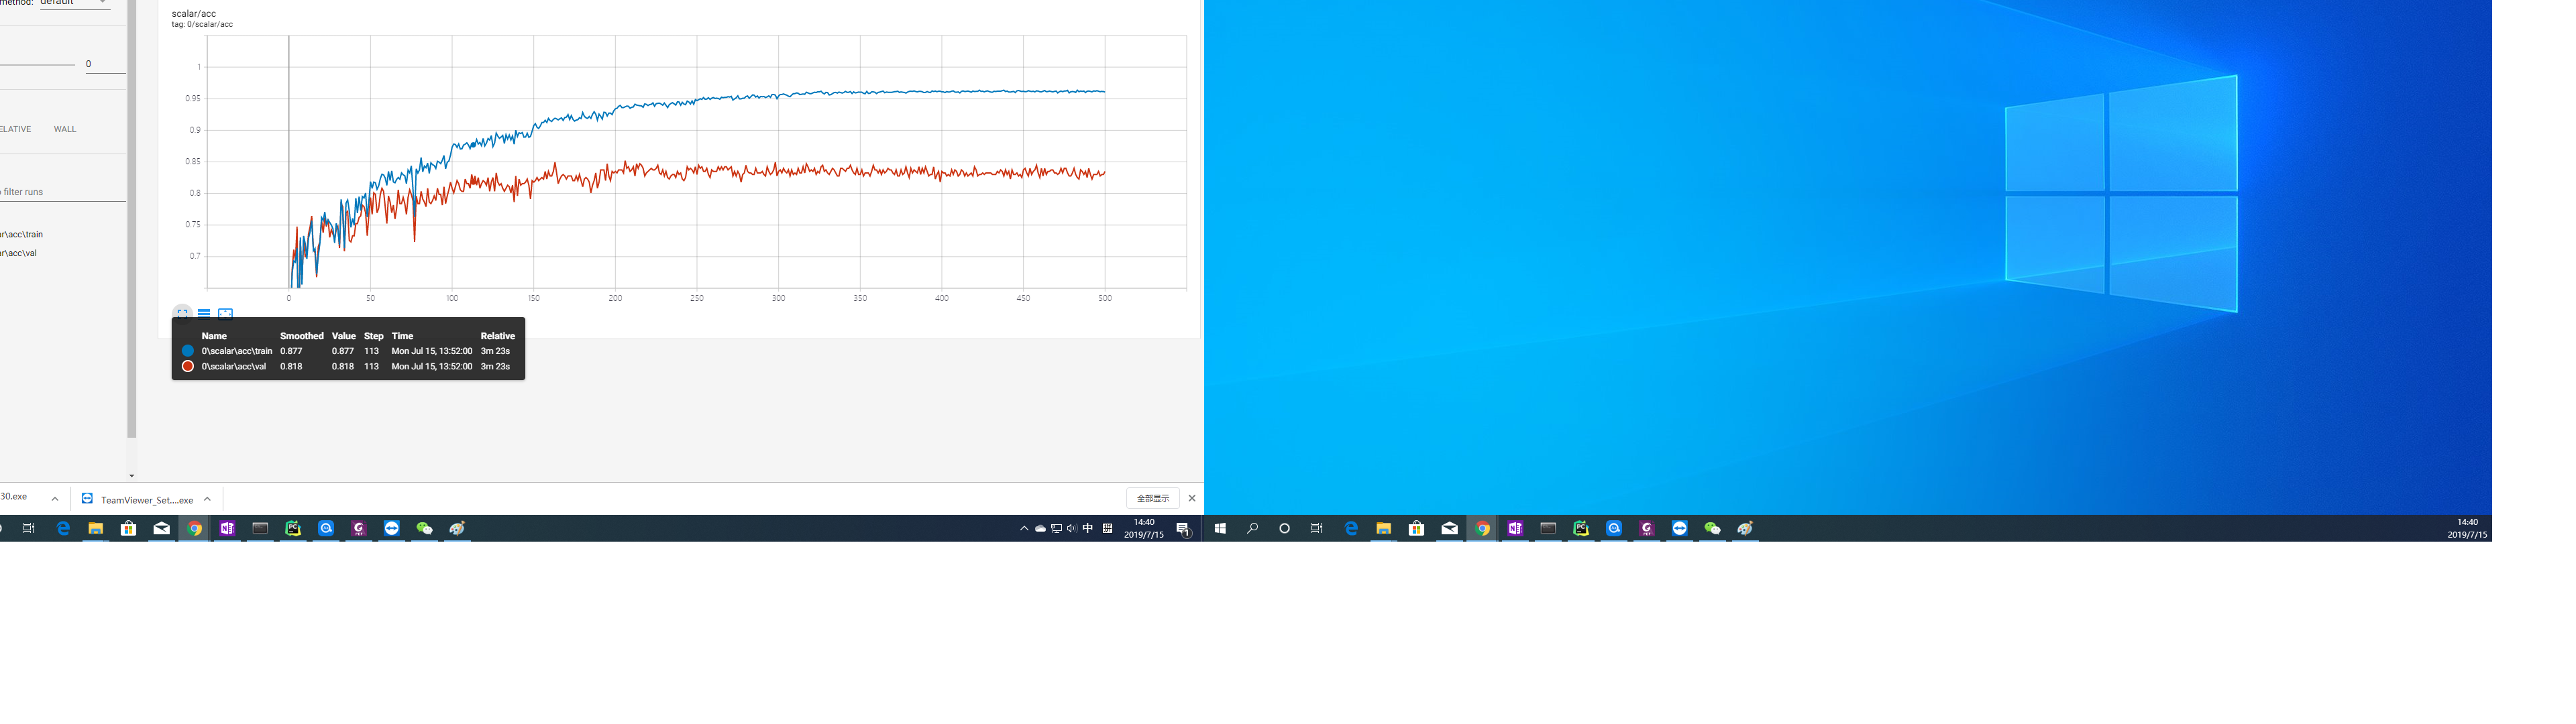 method: default
0
ELATIVE WALL
filter runs
ar\acc\train
ar\acc\val
scalar/acc
tag: 0/scalar/acc
1
0.95
0.9
0.85
0.8
0.75
0.7
0 50 100 150 200 250 300 350 400 450 500
Name Smoothed Value Step Time Relative
0\scalar\acc\train 0.877 0.877 113 Mon Jul 15, 13:52:00 3m 23s
0\scalar\acc\val 0.818 0.818 113 Mon Jul 15, 13:52:00 3m 23s
30.exe
TeamViewer_Set....exe
全部显示
中
14:40
2019/7/15
1
14:40
2019/7/15